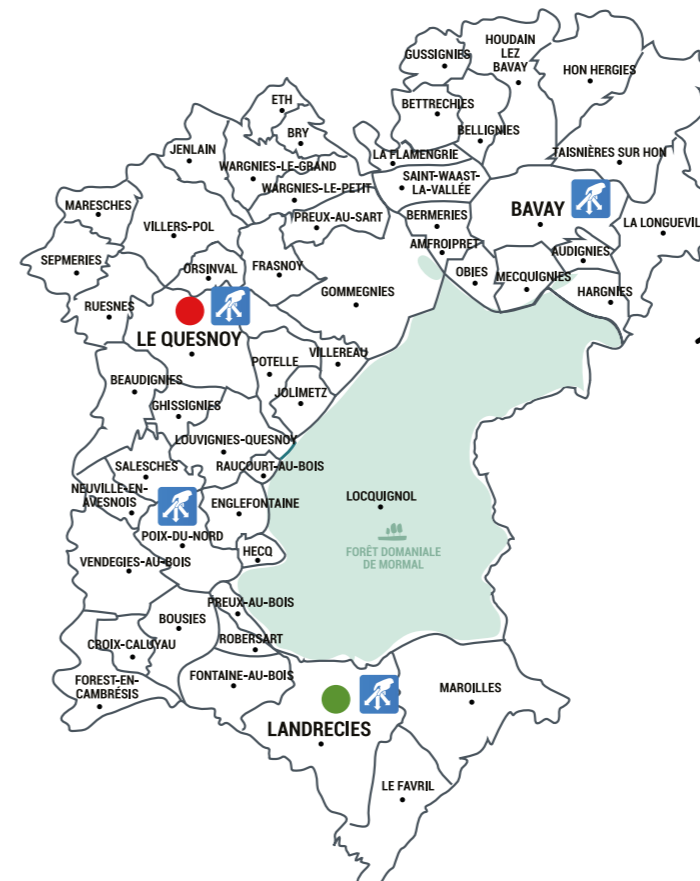 HOUDAIN
LEZ
BAVAY
GUSSIGNIES
HON HERGIES
ETH
BETTRECHIES
BRY
BELLIGNIES
JENLAIN
LA FLAMENGRIE
TAISNIÈRES SUR HON
WARGNIES-LE-GRAND
SAINT-WAAST-
LA-VALLÉE
WARGNIES-LE-PETIT
MARESCHES
BAVAY
VILLERS-POL
PREUX-AU-SART
BERMERIES
LA LONGUEVIL
AMFROIPRET
SEPMERIES
AUDIGNIES
ORSINVAL
FRASNOY
OBIES
MECQUIGNIES
GOMMEGNIES
HARGNIES
RUESNES
LE QUESNOY
VILLEREAU
POTELLE
BEAUDIGNIES
JOLIMETZ
GHISSIGNIES
LOUVIGNIES-QUESNOY
SALESCHES
RAUCOURT-AU-BOIS
NEUVILLE-EN-
AVESNOIS
LOCQUIGNOL
ENGLEFONTAINE
POIX-DU-NORD
FORÊT DOMANIALE
DE MORMAL
HECQ
VENDEGIES-AU-BOIS
PREUX-AU-BOIS
BOUSIES
ROBERSART
CROIX-CALUYAU
FONTAINE-AU-BOIS
FOREST-EN-
CAMBRÉSIS
MAROILLES
LANDRECIES
LE FAVRIL